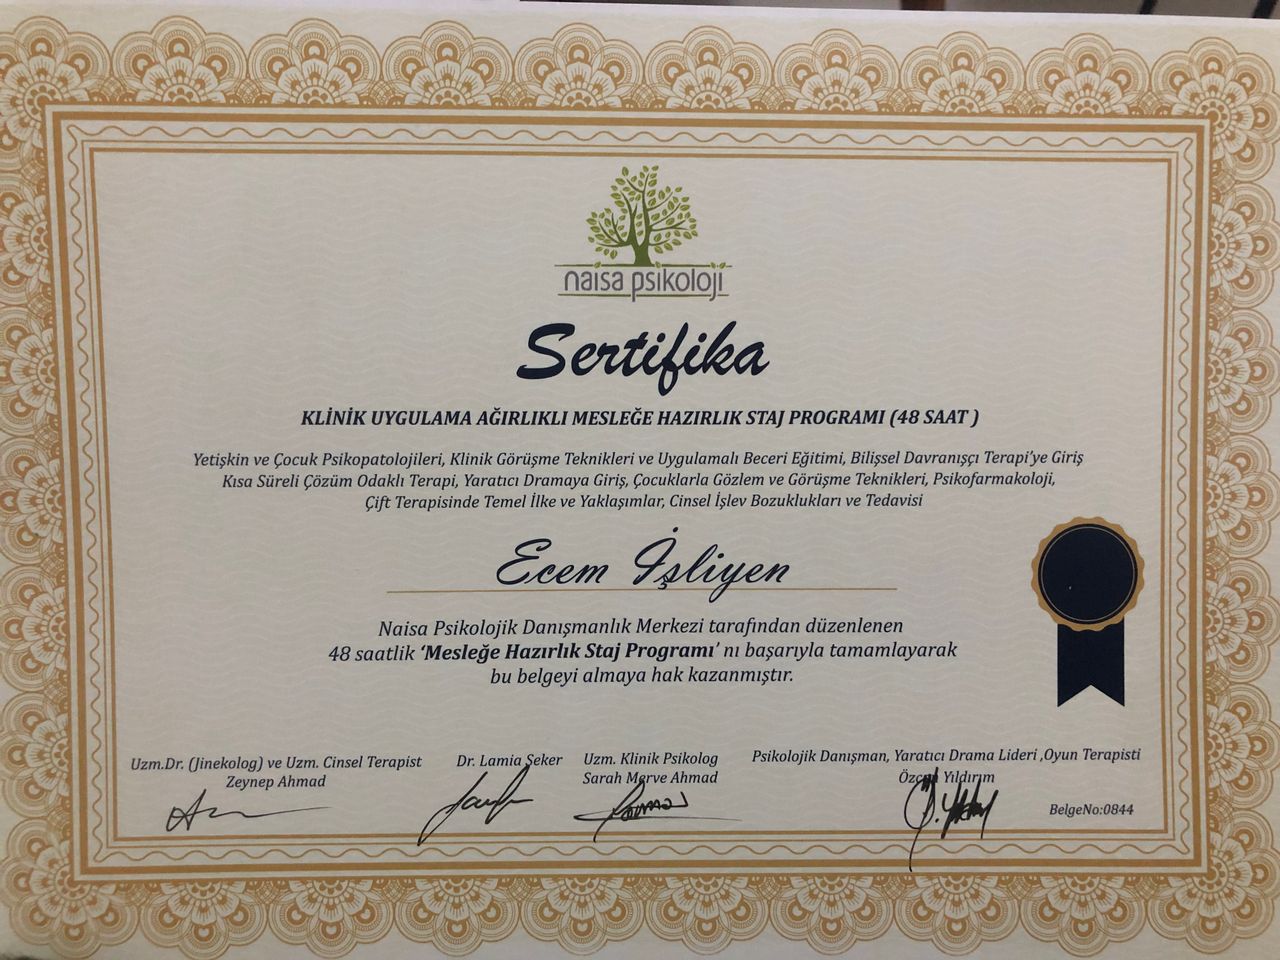 naisa psikoloji
Sertifika
KLİNİK UYGULAMA AĞIRLIKLI MESLEĞE HAZIRLIK STAJ PROGRAMI (48 SAAT )
Yetişkin ve Çocuk Psikopatolojileri, Klinik Görüşme Teknikleri ve Uygulamalı Beceri Eğitimi, Bilişsel Davranışçı Terapi'ye Giriş
Kısa Süreli Çözüm Odaklı Terapi, Yaratıcı Dramaya Giriş, Çocuklarla Gözlem ve Görüşme Teknikleri, Psikofarmakoloji,
Çift Terapisinde Temel İlke ve Yaklaşımlar, Cinsel İşlev Bozuklukları ve Tedavisi
Ecem İşliyen
Naisa Psikolojik Danışmanlık Merkezi tarafından düzenlenen
48 saatlik 'Mesleğe Hazırlık Staj Programı' nı başarıyla tamamlayarak
bu belgeyi almaya hak kazanmıştır.
Uzm.Dr. (Jinekolog) ve Uzm. Cinsel Terapist
Zeynep Ahmad
Dr. Lamia Şeker
Uzm. Klinik Psikolog
Sarah Merve Ahmad
Psikolojik Danışman, Yaratıcı Drama Lideri ,Oyun Terapisti
Yıldırım
BelgeNo:0844